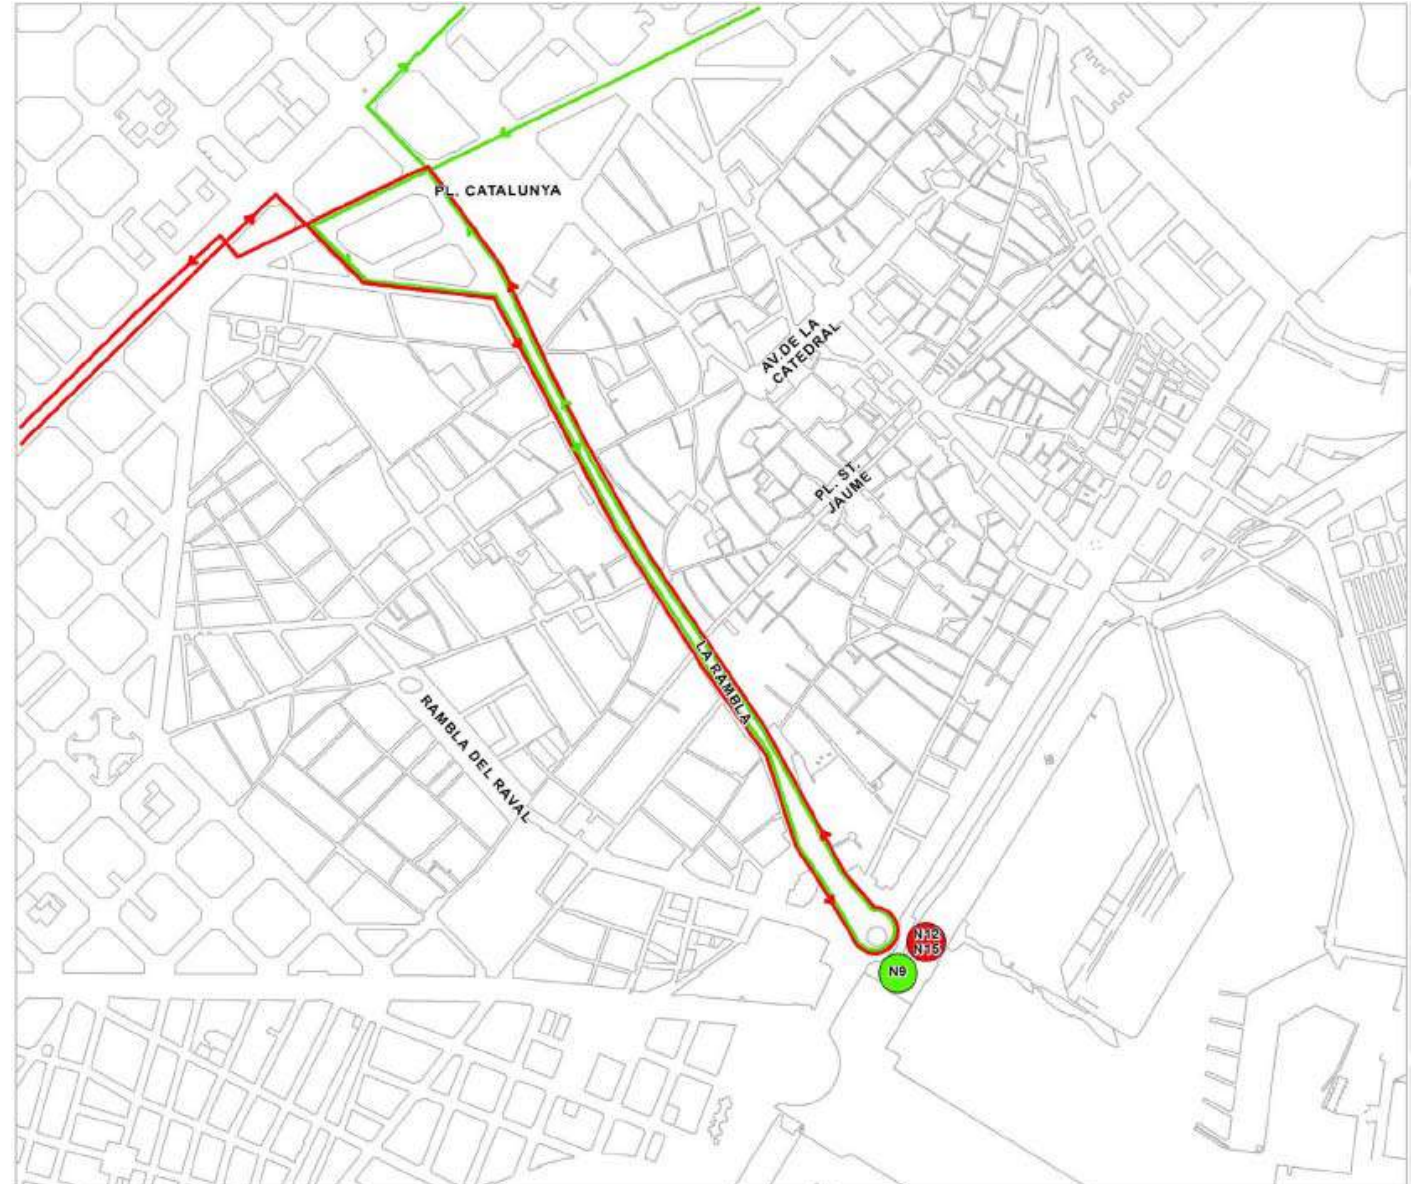 PL. CATALUNYA
AV.DE LA
CATEDRAL
PL. ST.
JAUME
LA RAMBLA
RAMBLA DEL RAVAL
N12
N15
N9